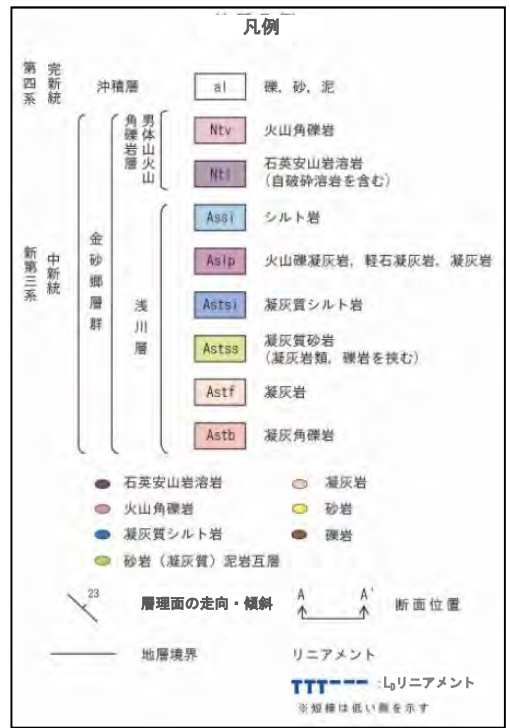 凡例
第四系
完新統
沖積層
al
礫，砂，泥
新第三系
中新統
金砂郷層群
男体山火山角礫岩層
Ntv
火山角礫岩
Ntl
石英安山岩溶岩
(自破砕溶岩を含む)
浅川層
Assi
シルト岩
Aslp
火山礫凝灰岩，軽石凝灰岩，凝灰岩
Astsi
凝灰質シルト岩
Astss
凝灰質砂岩
(凝灰岩類，礫岩を挟む)
Astf
凝灰岩
Astb
凝灰角礫岩
石英安山岩溶岩
凝灰岩
火山角礫岩
砂岩
凝灰質シルト岩
礫岩
砂岩（凝灰質）泥岩互層
23
層理面の走向・傾斜
A A'
断面位置
地層境界
リニアメント
:LDリニアメント
※短線は低い側を示す